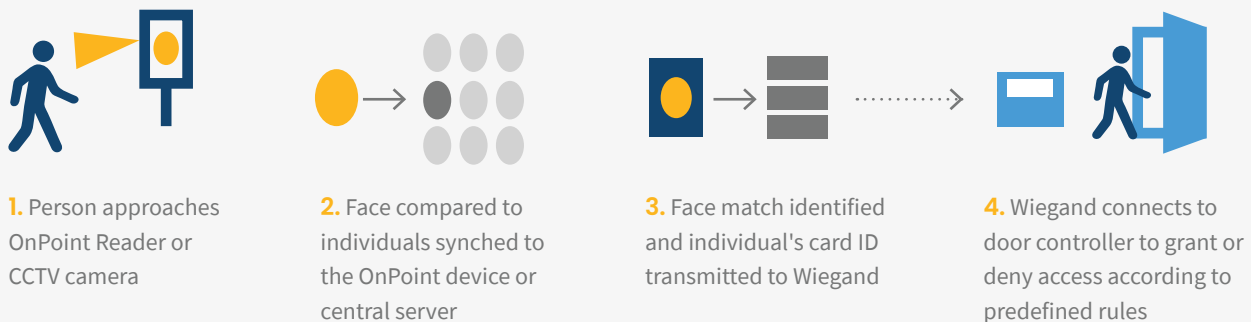 1. Person approaches
OnPoint Reader or
CCTV camera
2. Face compared to
individuals synched to
the OnPoint device or
central server
3. Face match identified
and individual's card ID
transmitted to Wiegand
4. Wiegand connects to
door controller to grant or
deny access according to
predefined rules